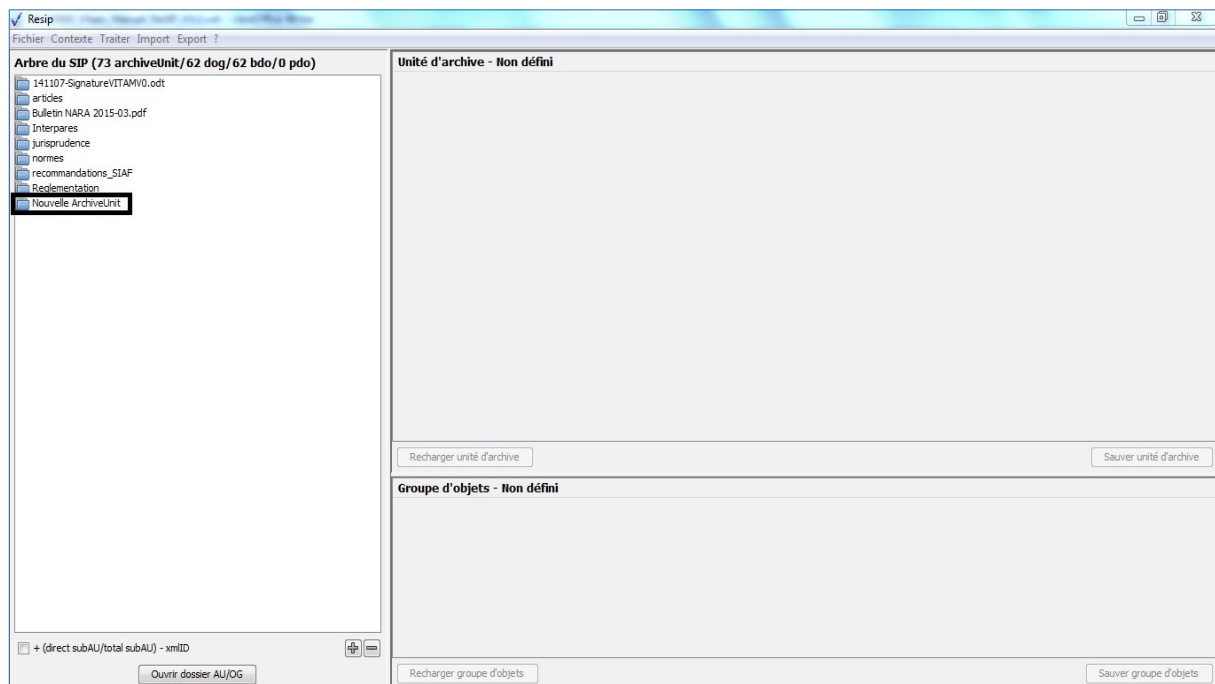 Resip
Fichier Contexte Traiter Import Export ?
Arbre du SIP (73 archiveUnit/62 dog/62 bdo/0 pdo)
141107-SignatureVITAMV0.odt
articles
Bulletin NARA 2015-03.pdf
Interpares
jurisprudence
normes
recommandations_SIAF
Reglementation
Nouvelle ArchiveUnit
+ (direct subAU/total subAU) - xmlID
Ouvrir dossier AU/OG
Unité d'archive - Non défini
Recharger unité d'archive
Sauver unité d'archive
Groupe d'objets - Non défini
Recharger groupe d'objets
Sauver groupe d'objets